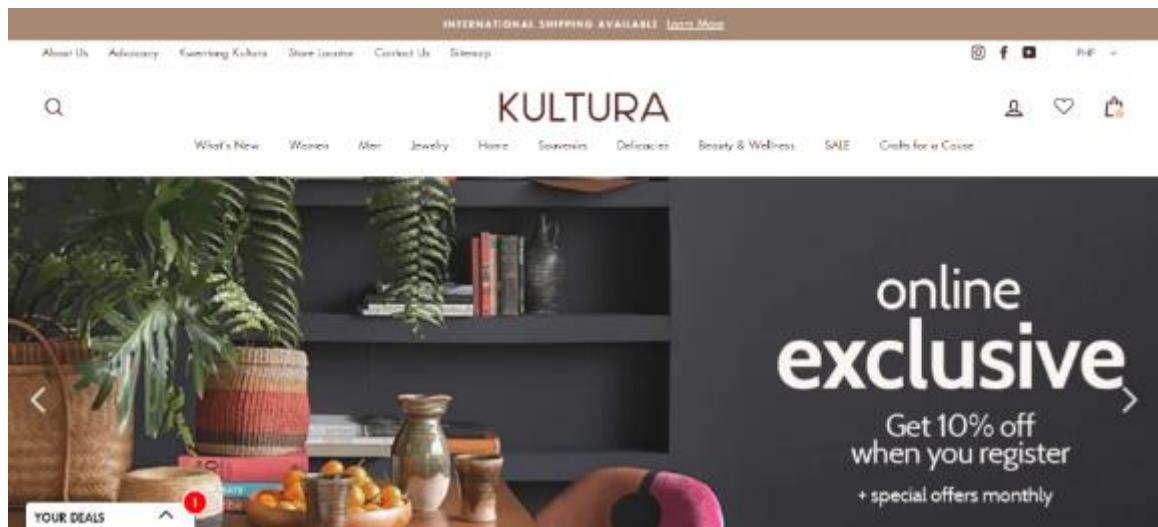 INTERNATIONAL SHIPPING AVAILABLE Learn More
About Us Advocacy Kwentong Kultura Store Locator Contact Us Sitemap
PHP
KULTURA
What's New Women Men Jewelry Home Souvenirs Delicacies Beauty & Wellness SALE Crafts for a Cause
online
exclusive
Get 10% off
when you register
+ special offers monthly
YOUR DEALS
1